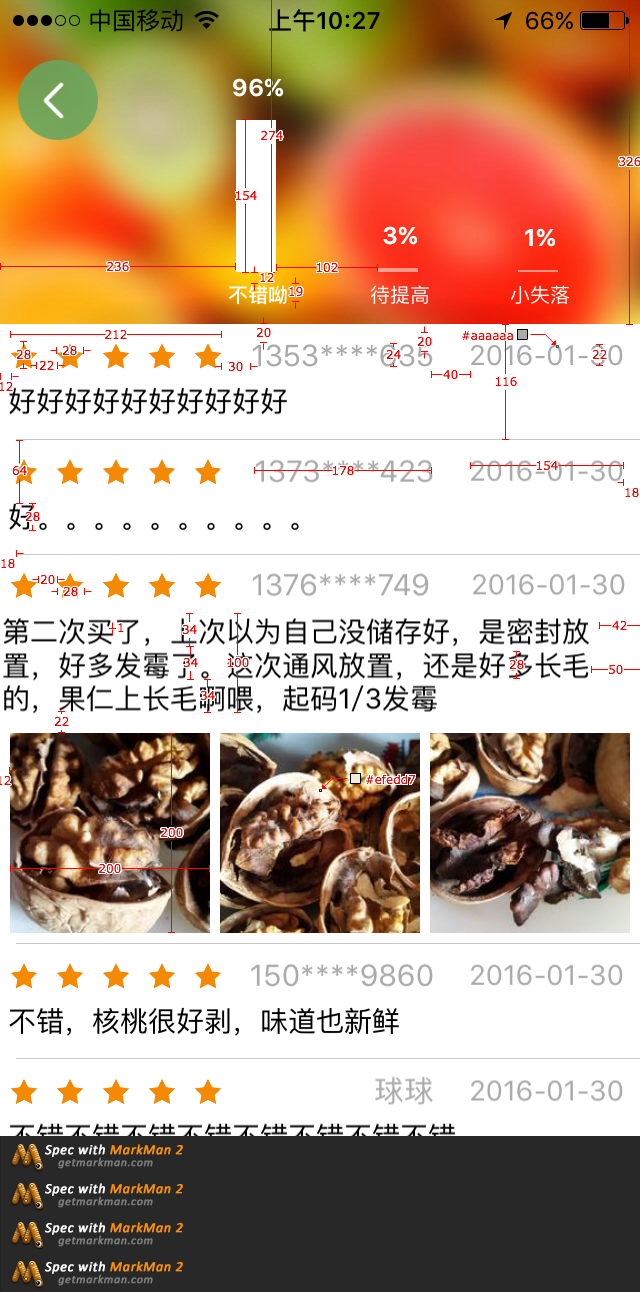 中国移动 上午10:27 66%
96%
274
326
154
3%
1%
236
12
102
不错呦
19
待提高
小失落
212
20
20
#aaaaaa
28
28
22
30
1353****635
24
2016-01-30
22
12
40
116
好好好好好好好好好好
64
1373****423
178
2016-01-30
154
18
好。。。。。。。。。。
28
18
20
28
1376****749
2016-01-30
第二次买了，上次以为自己没储存好，是密封放
+1
34
42
置，好多发霉了。这次通风放置，还是好多长毛
34
100
28
50
的，果仁上长毛啊喂，起码1/3发霉
34
22
12
#efedd7
200
200
150****9860
2016-01-30
不错，核桃很好剥，味道也新鲜
球球
2016-01-30
不错不错不错不错不错不错不错不错
Spec with MarkMan 2
getmarkman.com
Spec with MarkMan 2
getmarkman.com
Spec with MarkMan 2
getmarkman.com
Spec with MarkMan 2
getmarkman.com